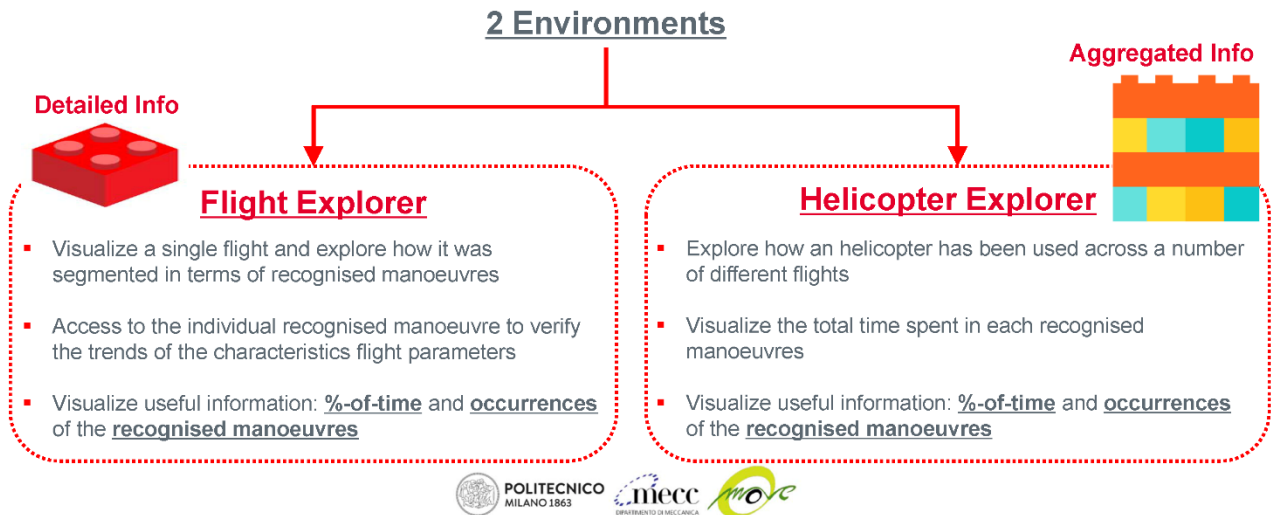 2 Environments
Detailed Info
Aggregated Info
Flight Explorer
▪ Visualize a single flight and explore how it was
segmented in terms of recognised manoeuvres
▪ Access to the individual recognised manoeuvre to verify
the trends of the characteristics flight parameters
▪ Visualize useful information: %-of-time and occurrences
of the recognised manoeuvres
Helicopter Explorer
▪ Explore how an helicopter has been used across a number
of different flights
▪ Visualize the total time spent in each recognised
manoeuvres
▪ Visualize useful information: %-of-time and occurrences
of the recognised manoeuvres
POLITECNICO
MILANO 1863
mecc
DIPARTIMENTO DI MECCANICA
move